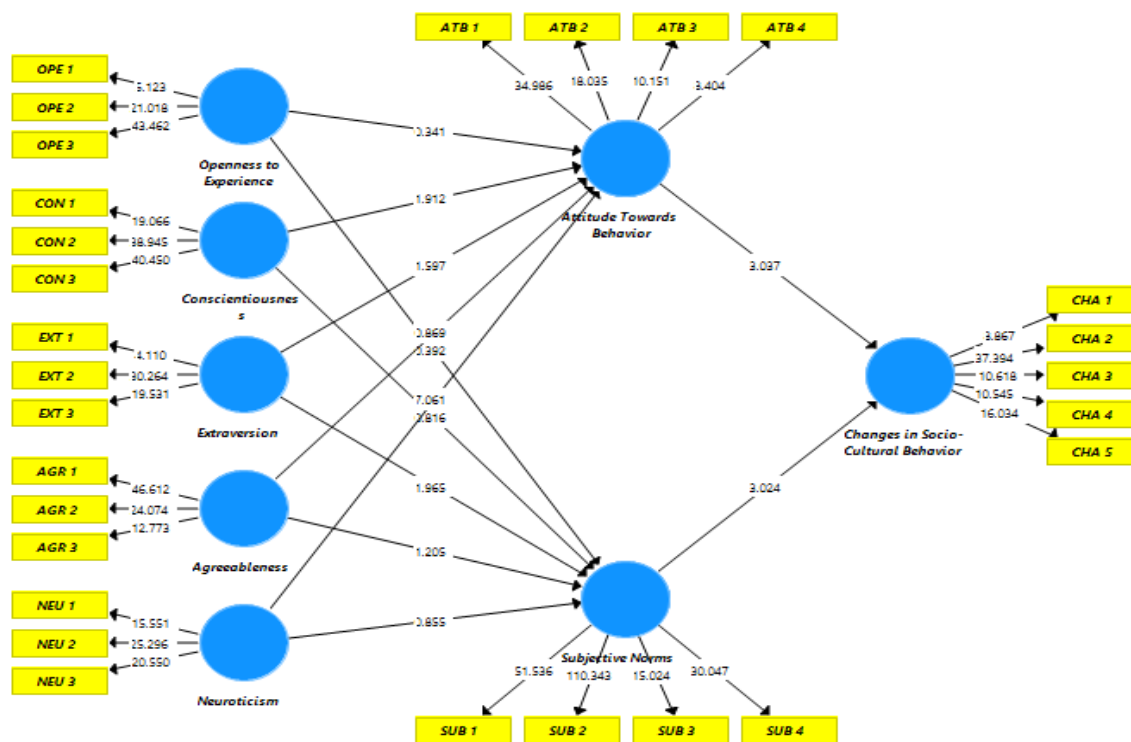 ATB 1
ATB 2
ATB 3
ATB 4
34.986
18.035
10.151
OPE 1
OPE 2
OPE 3
21.018
43.462
Openness to
Experience
0.341
CON 1
CON 2
CON 3
19.066
38.945
40.450
Conscientiousnes
s
1.912
Attitude Towards
Behavior
EXT 1
EXT 2
EXT 3
4.110
30.264
19.531
Extraversion
1.597
3.037
0.869
7.061
CHA 1
CHA 2
CHA 3
CHA 4
CHA 5
37.394
10.618
10.545
16.034
Changes in Socio-
Cultural Behavior
AGR 1
AGR 2
AGR 3
46.612
24.074
12.773
Agreeableness
1.965
1.205
3.024
NEU 1
NEU 2
NEU 3
15.551
25.296
20.550
Neuroticism
0.855
Subjective Norms
51.536
110.343
15.024
30.047
SUB 1
SUB 2
SUB 3
SUB 4